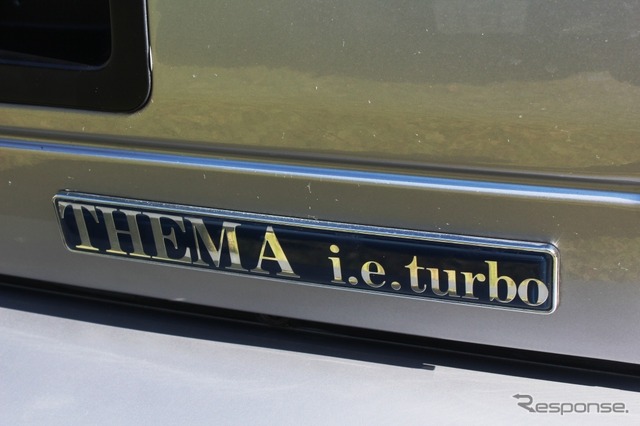 THEMA i.e. turbo
Response.